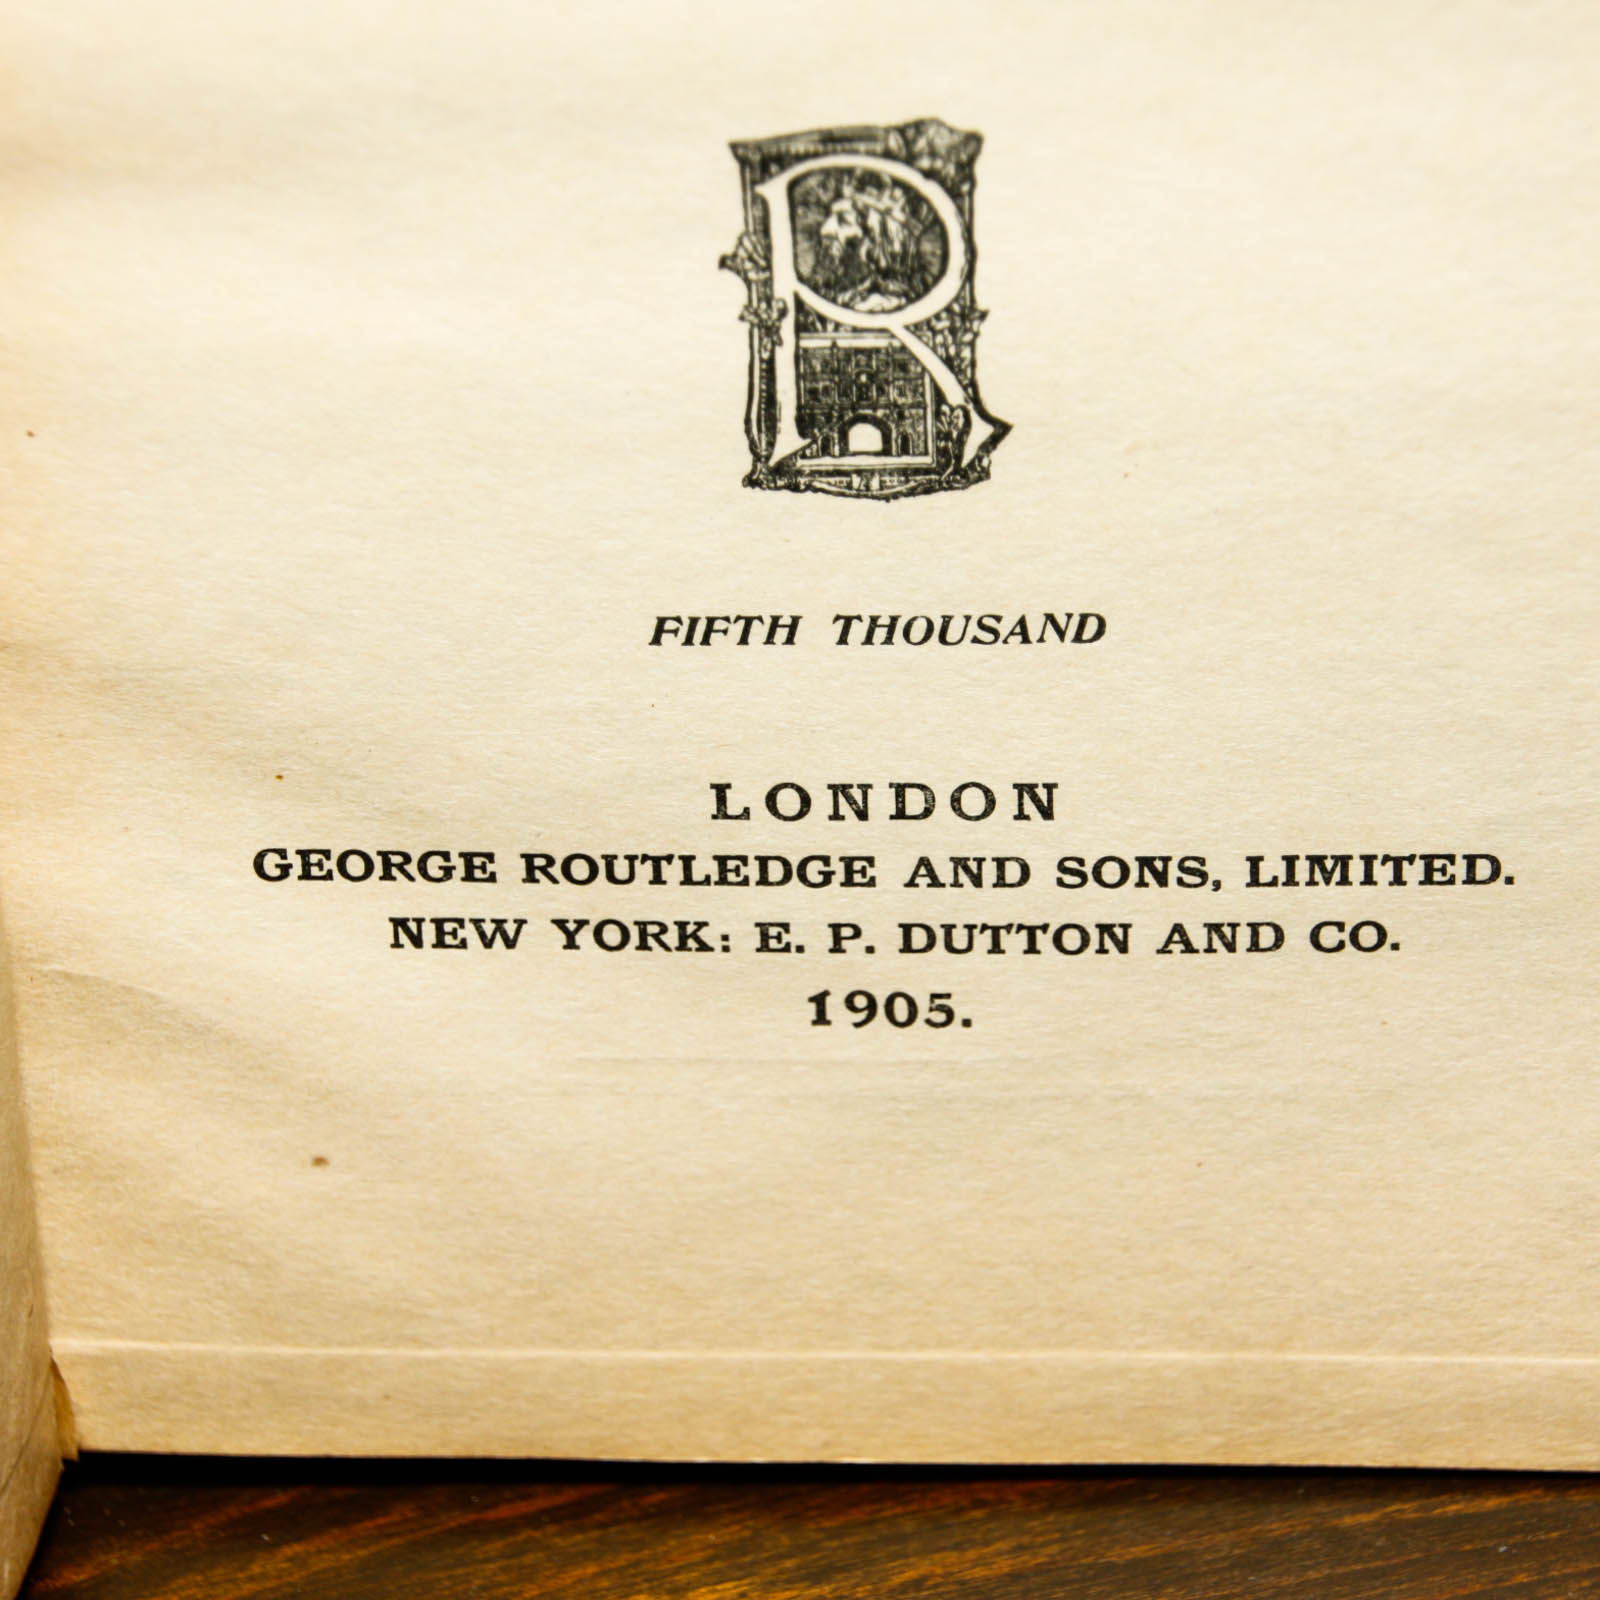 R
FIFTH THOUSAND
LONDON
GEORGE ROUTLEDGE AND SONS, LIMITED.
NEW YORK: E. P. DUTTON AND CO.
1905.